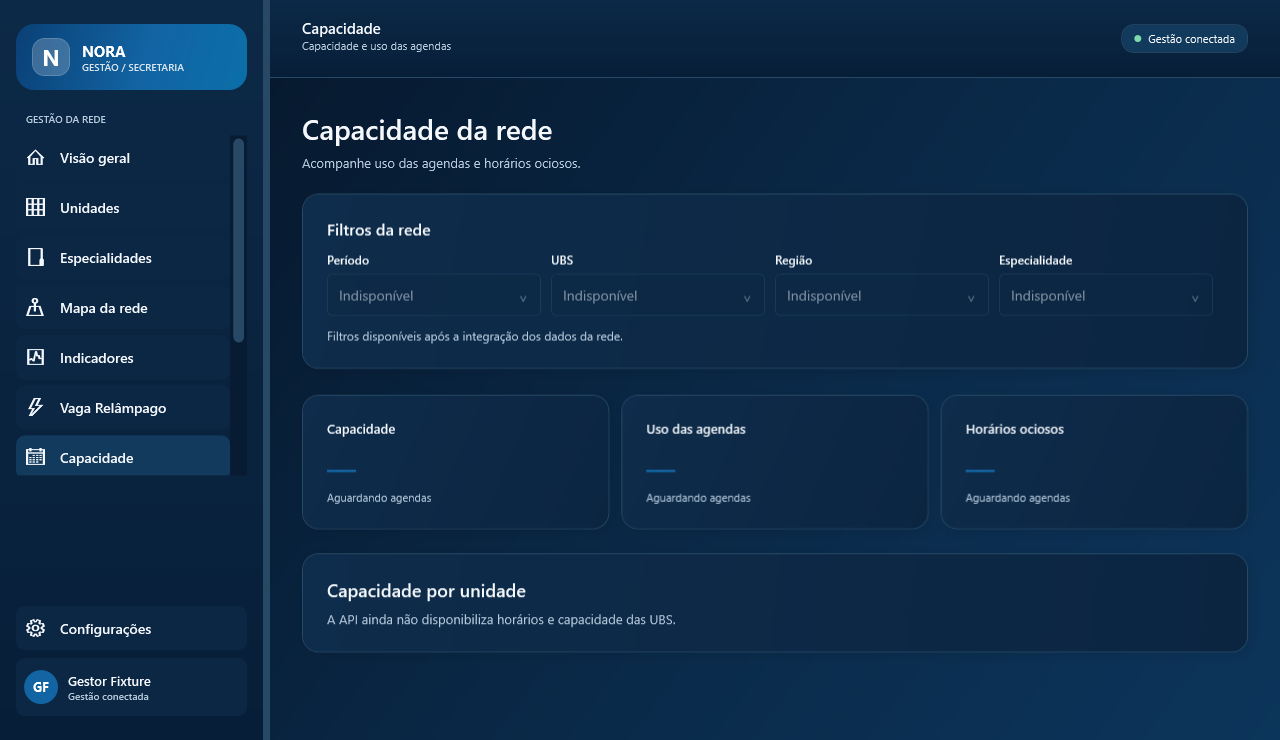 N
NORA
GESTÃO / SECRETARIA
GESTÃO DA REDE
Visão geral
Unidades
Especialidades
Mapa da rede
Indicadores
Vaga Relâmpago
Capacidade
Configurações
GF
Gestor Fixture
Gestão conectada
Capacidade
Capacidade e uso das agendas
Gestão conectada
Capacidade da rede
Acompanhe uso das agendas e horários ociosos.
Filtros da rede
Período UBS Região Especialidade
Indisponível Indisponível Indisponível Indisponível
Filtros disponíveis após a integração dos dados da rede.
Capacidade Uso das agendas Horários ociosos
Aguardando agendas Aguardando agendas Aguardando agendas
Capacidade por unidade
A API ainda não disponibiliza horários e capacidade das UBS.